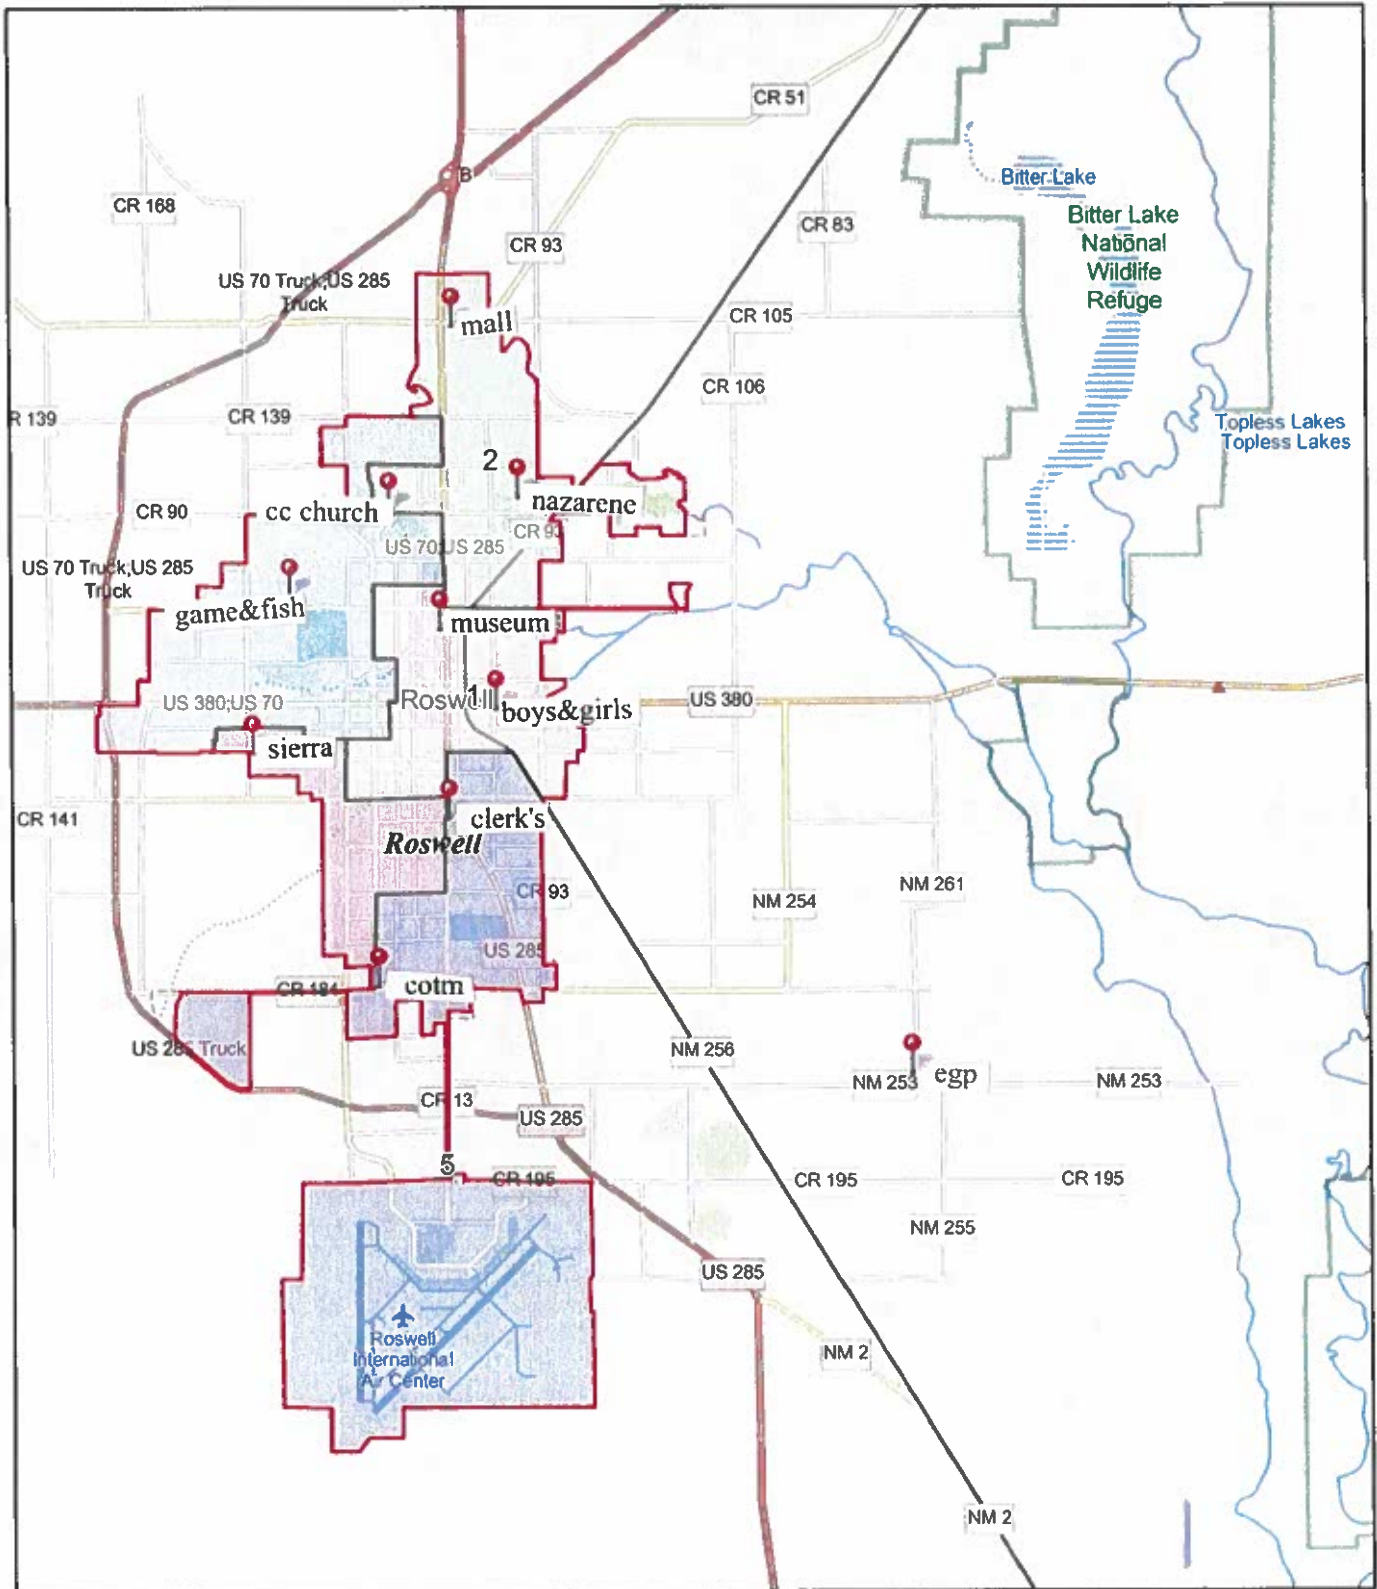 CR 51
B
Bitter Lake
CR 168
Bitter Lake
National
Wildlife
Refuge
CR 83
CR 93
US 70 Truck;US 285
Truck
mall
CR 105
CR 106
R 139
CR 139
Topless Lakes
Topless Lakes
2
nazarene
cc church
CR 90
CR 93
US 70;US 285
US 70 Truck;US 285
Truck
game&fish
museum
US 380;US 70
Roswell
1
boys&girls
US 380
sierra
CR 141
clerk's
Roswell
CR 93
NM 261
NM 254
US 285
CR 184
cotm
US 285 Truck
NM 256
NM 253
egp
NM 253
CR 13
US 285
5
CR 195
CR 195
CR 195
NM 255
US 285
Roswell
International
Air Center
NM 2
NM 2